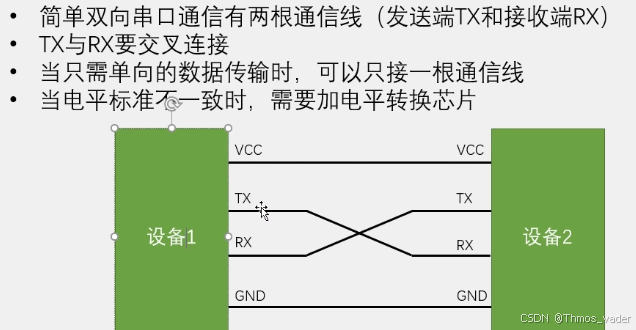 • 简单双向串口通信有两根通信线（发送端TX和接收端RX）
• TX与RX要交叉连接
• 当只需单向的数据传输时，可以只接一根通信线
• 当电平标准不一致时，需要加电平转换芯片
VCC VCC
TX TX
设备1 设备2
RX RX
GND GND
CSDN @Thmos_vader